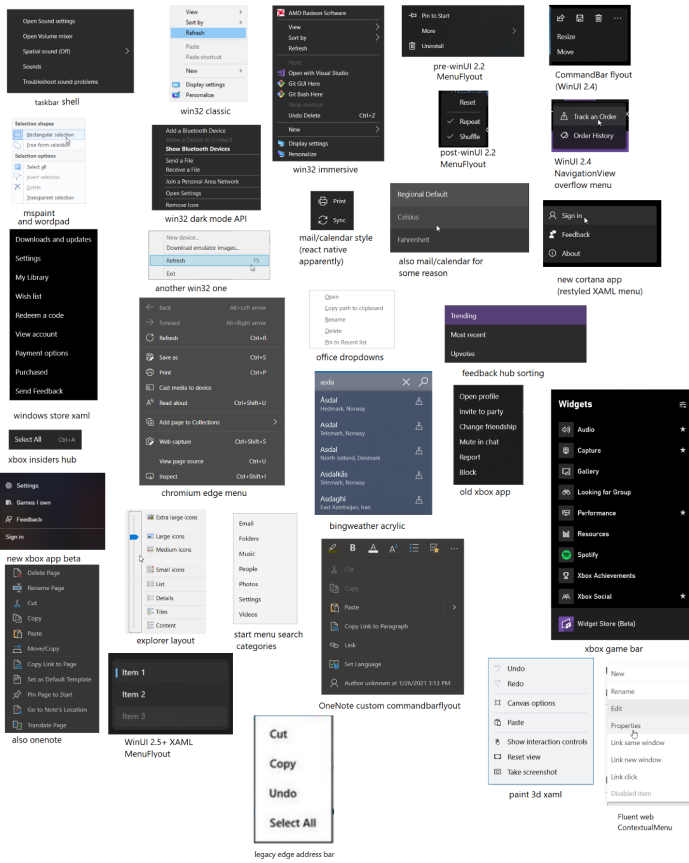 Open Sound settings
Open Volume mixer
Spatial sound (Off)
Sounds
Troubleshoot sound problems
taskbar shell
View
Sort by
Refresh
Paste
Paste shortcut
New
Display settings
Personalize
win32 classic
AMD Radeon Software
View
Sort by
Refresh
Paste
Open with Visual Studio
Git GUI Here
Git Bash Here
Paste shortcut
Undo Delete Ctrl+Z
New
Display settings
Personalize
win32 immersive
Pin to Start
More
Uninstall
pre-winUI 2.2
MenuFlyout
Resize
Move
CommandBar flyout
(WinUI 2.4)
Reset
Repeat
Shuffle
post-winUI 2.2
MenuFlyout
Track an Order
Order History
WinUI 2.4
NavigationView
overflow menu
Selection shapes
Rectangular selection
Free-form selection
Selection options
Select all
Invert selection
Delete
Transparent selection
mspaint
and wordpad
Add a Bluetooth Device
Allow a Device to Connect
Show Bluetooth Devices
Send a File
Receive a File
Join a Personal Area Network
Open Settings
Remove Icon
win32 dark mode API
Print
Sync
mail/calendar style
(react native
apparently)
Regional Default
Celsius
Fahrenheit
also mail/calendar for
some reason
Sign in
Feedback
About
new cortana app
(restyled XAML menu)
Downloads and updates
Settings
My Library
Wish list
Redeem a code
View account
Payment options
Purchased
Send Feedback
windows store xaml
New device...
Download emulator images...
Refresh F5
Exit
another win32 one
Back Alt+Left arrow
Forward Alt+Right arrow
Refresh Ctrl+R
Save as Ctrl+S
Print Ctrl+P
Cast media to device
Read aloud Ctrl+Shift+U
Add page to Collections
Web capture Ctrl+Shift+S
View page source Ctrl+U
Inspect Ctrl+Shift+I
chromium edge menu
Open
Copy path to clipboard
Rename
Delete
Pin to Recent list
office dropdowns
Trending
Most recent
Upvotes
feedback hub sorting
asda
Åsdal
Hedmark, Norway
Asdal
Telemark, Norway
Asdal
North Jutland, Denmark
Asdalkås
Telemark, Norway
Asdaghi
East Azerbaijan, Iran
bingweather acrylic
Open profile
Invite to party
Change friendship
Mute in chat
Report
Block
old xbox app
Widgets
Audio
Capture
Gallery
Looking for Group
Performance
Resources
Spotify
Xbox Achievements
Xbox Social
Widget Store (Beta)
xbox game bar
Select All Ctrl+A
xbox insiders hub
Settings
Games I own
Feedback
Sign in
new xbox app beta
Extra large icons
Large icons
Medium icons
Small icons
List
Details
Tiles
Content
explorer layout
Email
Folders
Music
People
Photos
Settings
Videos
start menu search
categories
B A A
Cut
Copy
Paste
Copy Link to Paragraph
Link
Set Language
Author unknown at 1/26/2021 3:13 PM
OneNote custom commandbarflyout
Delete Page
Rename Page
Cut
Copy
Paste
Move/Copy
Copy Link to Page
Set as Default Template
Pin Page to Start
Go to Note's Location
Translate Page
also onenote
Item 1
Item 2
Item 3
WinUI 2.5+ XAML
MenuFlyout
Cut
Copy
Undo
Select All
legacy edge address bar
Undo
Redo
Canvas options
Paste
Show interaction controls
Reset view
Take screenshot
paint 3d xaml
New
Rename
Edit
Properties
Link same window
Link new window
Link click
Disabled item
Fluent web
ContextualMenu